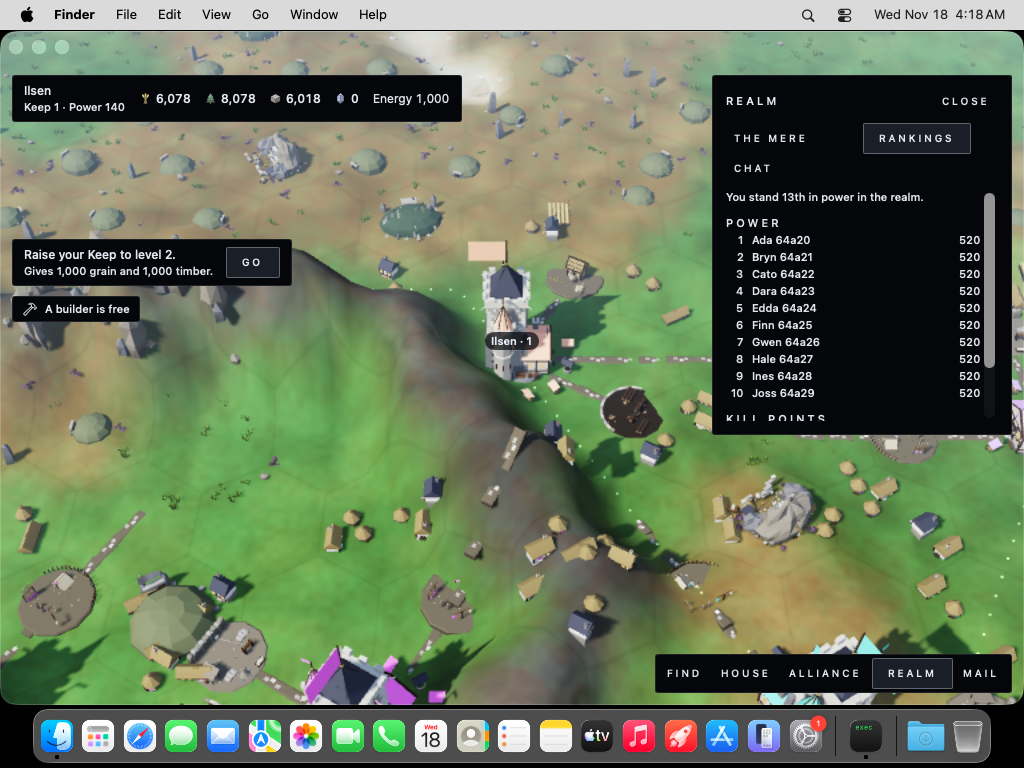 Finder File Edit View Go Window Help Wed Nov 18 4:18 AM
Ilsen
Keep 1 · Power 140
6,078 8,078 6,018 0 Energy 1,000
REALM CLOSE
THE MERE RANKINGS
CHAT
You stand 13th in power in the realm.
POWER
1 Ada 64a20 520
2 Bryn 64a21 520
3 Cato 64a22 520
4 Dara 64a23 520
5 Edda 64a24 520
6 Finn 64a25 520
7 Gwen 64a26 520
8 Hale 64a27 520
9 Ines 64a28 520
10 Joss 64a29 520
KILL POINTS
Raise your Keep to level 2.
Gives 1,000 grain and 1,000 timber.
GO
A builder is free
Ilsen · 1
FIND HOUSE ALLIANCE REALM MAIL
Wed
18
tv
1
exec